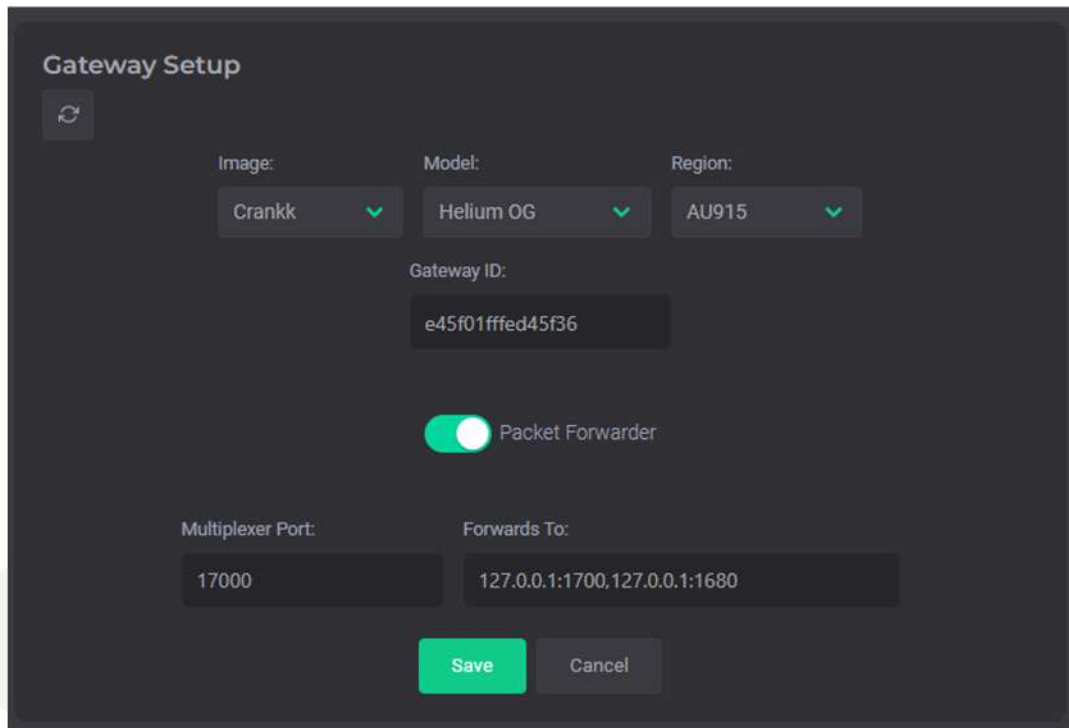 Gateway Setup
Image: Model: Region:
Crankk Helium OG AU915
Gateway ID:
e45f01fffed45f36
Packet Forwarder
Multiplexer Port: Forwards To:
17000 127.0.0.1:1700,127.0.0.1:1680
Save Cancel